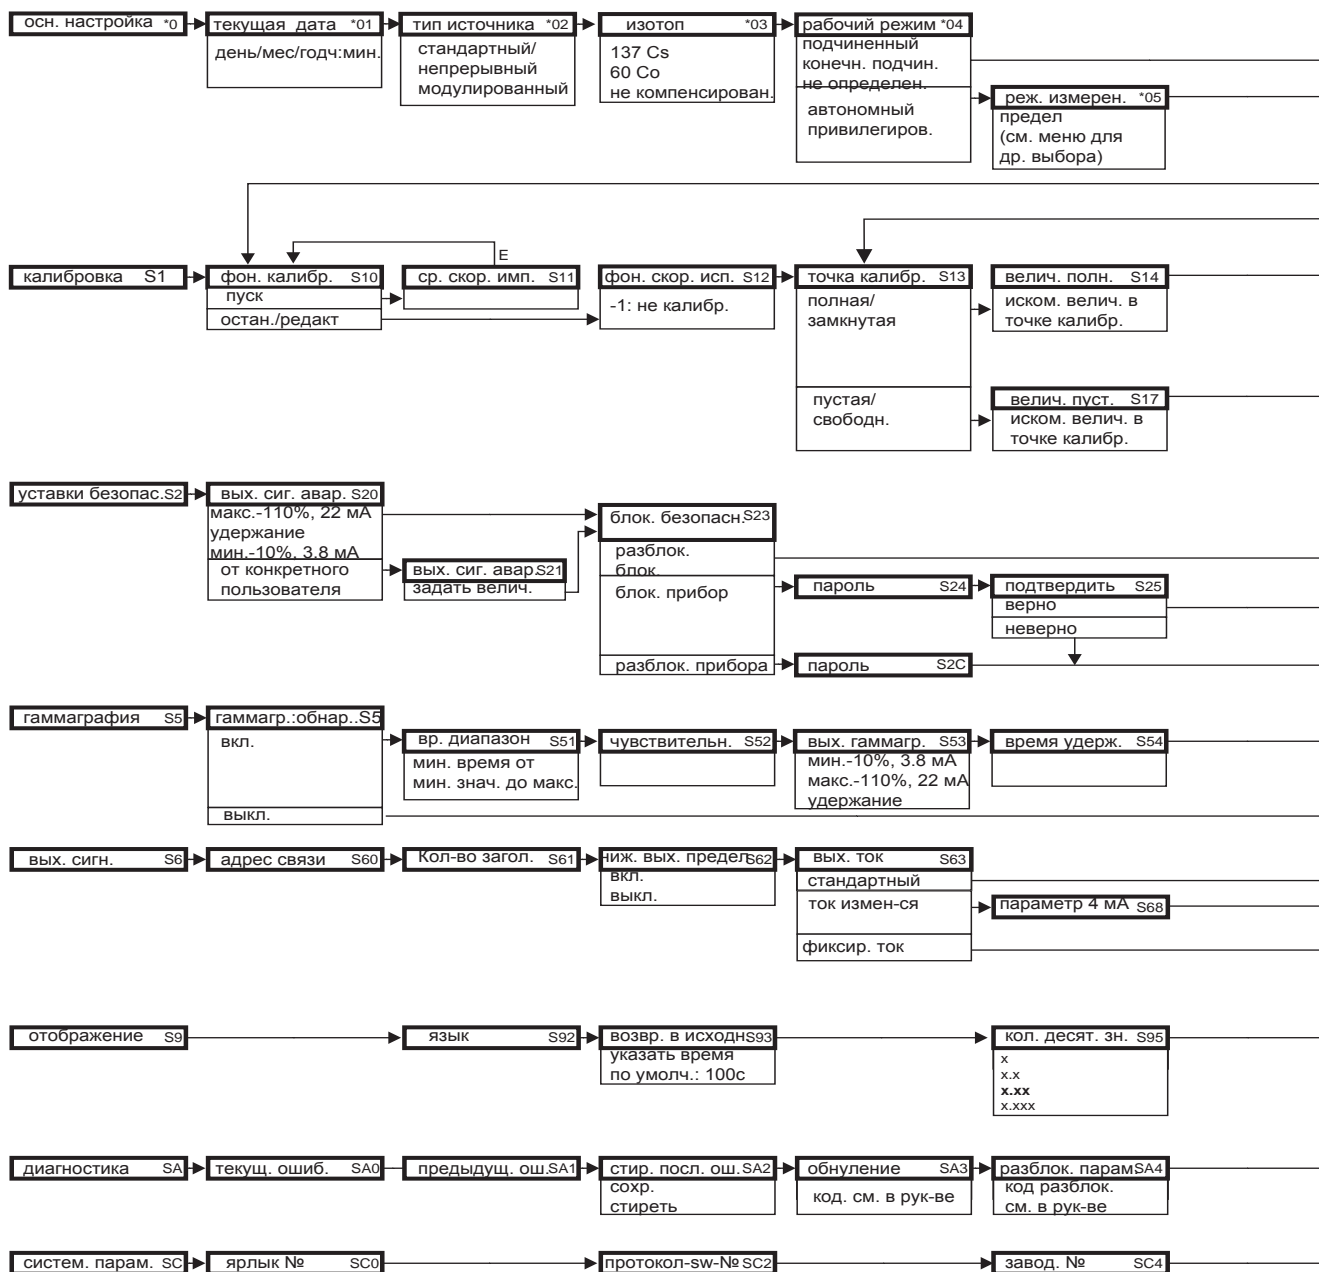 осн. настройка *0
текущая дата *01
день/мес/годч:мин.
тип источника *02
стандартный/
непрерывный
модулированный
изотоп *03
137 Cs
60 Co
не компенсирован.
рабочий режим *04
подчиненный
конечн. подчин.
не определен.
автономный
привилегиров.
реж. измерен. *05
предел
(см. меню для
др. выбора)
E
калибровка S1
фон. калибр. S10
пуск
остан./редакт
ср. скор. имп. S11
фон. скор. исп. S12
-1: не калибр.
точка калибр. S13
полная/
замкнутая
пустая/
свободн.
велич. полн. S14
иском. велич. в
точке калибр.
велич. пуст. S17
иском. велич. в
точке калибр.
уставки безопас.S2
вых. сиг. авар. S20
макс.-110%, 22 мА
удержание
мин.-10%, 3.8 мА
от конкретного
пользователя
вых. сиг. авар.S21
задать велич.
блок. безопасн.S23
разблок.
блок.
блок. прибор
разблок. прибора
пароль S24
подтвердить S25
верно
неверно
пароль S2C
гаммаграфия S5
гаммагр.:обнар..S5
вкл.
выкл.
вр. диапазон S51
мин. время от
мин. знач. до макс.
чувствительн. S52
вых. гаммагр. S53
мин.-10%, 3.8 мА
макс.-110%, 22 мА
удержание
время удерж. S54
вых. сигн. S6
адрес связи S60
Кол-во загол. S61
ниж. вых. предел S62
вкл.
выкл.
вых. ток S63
стандартный
ток измен-ся
фиксир. ток
параметр 4 мА S68
отображение S9
язык S92
возвр. в исходн S93
указать время
по умолч.: 100с
кол. десят. зн. S95
x
x.x
x.xx
x.xxx
диагностика SA
текущ. ошиб. SA0
предыдущ. ош.SA1
стир. посл. ош. SA2
сохр.
стиреть
обнуление SA3
код. см. в рук-ве
разблок. парам SA4
код разблок.
см. в рук-ве
систем. парам. SC
ярлык № SC0
протокол-sw-№ SC2
завод. № SC4